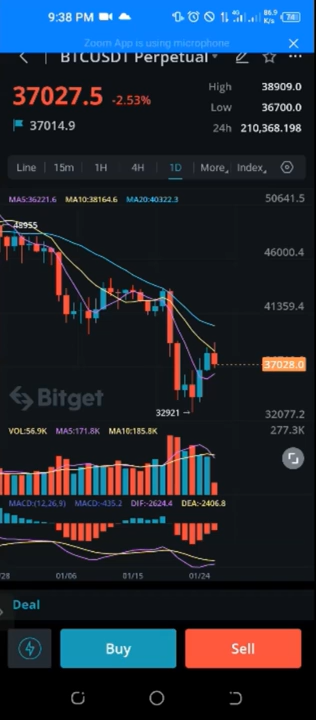 9:38 PM
4G
86.9
K/s
74
Zoom App is using microphone
BTCUSDT Perpetual
37027.5 -2.53%
37014.9
High 38909.0
Low 36700.0
24h 210,368.198
Line 15m 1H 4H 1D More Index
MA5:36221.6 MA10:38164.6 MA20:40322.3
50641.5
48955
46000.4
41359.4
37028.0
Bitget
32921
32077.2
VOL:56.9K MA5:171.8K MA10:185.8K
277.3K
MACD:(12,26,9) MACD:-435.2 DIF:-2624.4 DEA:-2406.8
/28 01/06 01/15 01/24
Deal
Buy
Sell